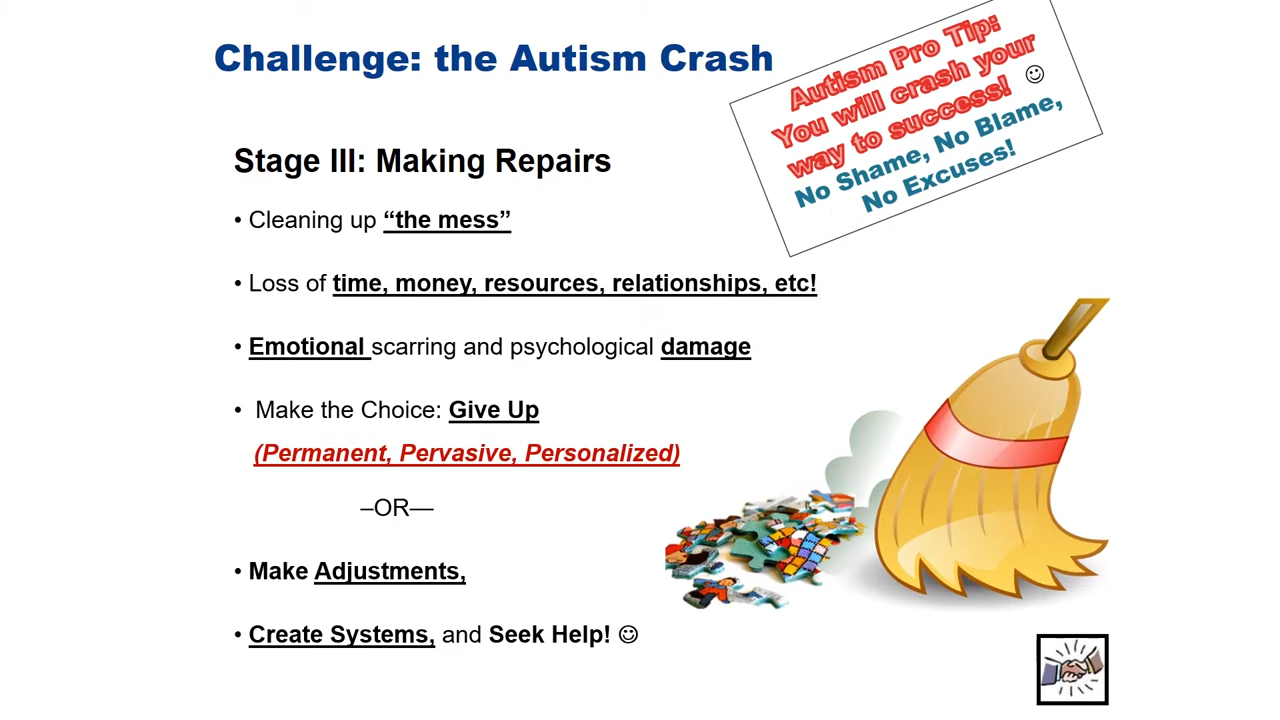 Challenge: the Autism Crash
Autism Pro Tip:
You will crash your
way to success! ☺
No Shame, No Blame,
No Excuses!
Stage III: Making Repairs
• Cleaning up “the mess”
• Loss of time, money, resources, relationships, etc!
• Emotional scarring and psychological damage
• Make the Choice: Give Up
(Permanent, Pervasive, Personalized)
–OR—
• Make Adjustments,
• Create Systems, and Seek Help! ☺